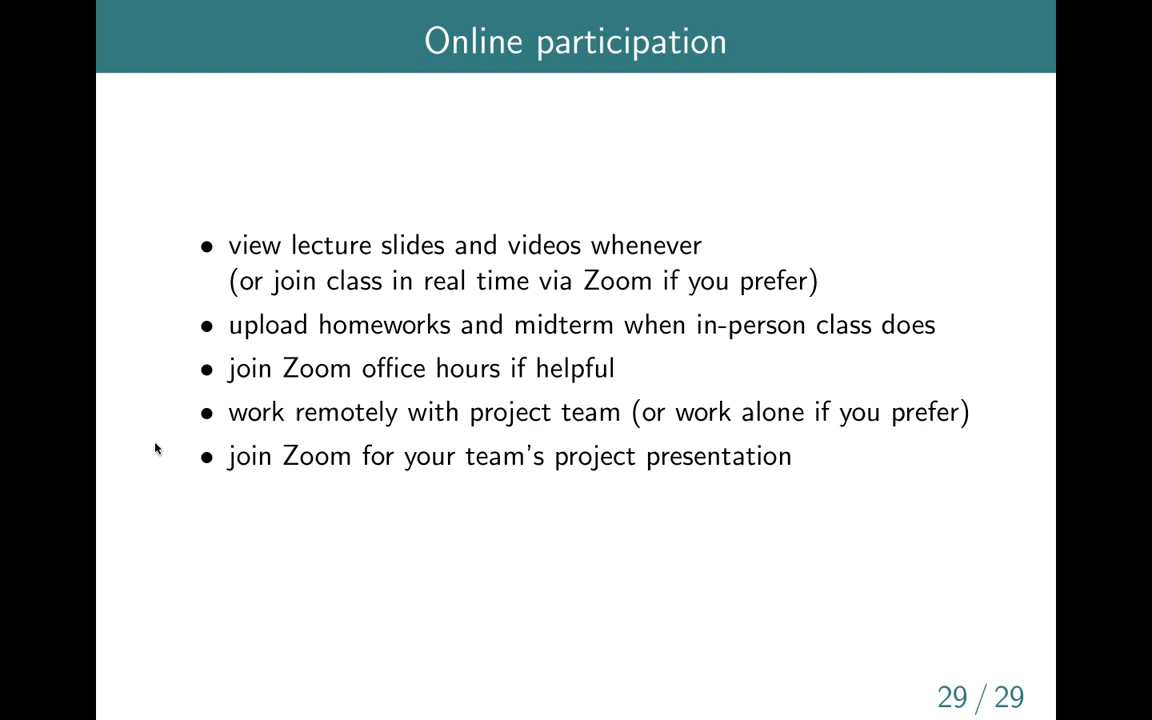 Online participation
• view lecture slides and videos whenever
(or join class in real time via Zoom if you prefer)
• upload homeworks and midterm when in-person class does
• join Zoom office hours if helpful
• work remotely with project team (or work alone if you prefer)
• join Zoom for your team's project presentation
29 / 29